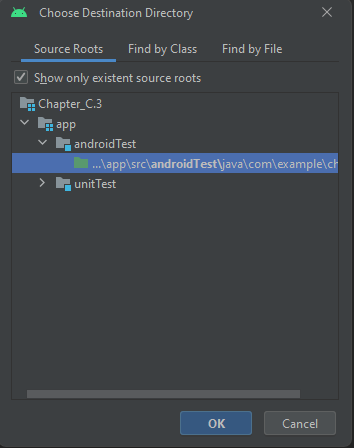 Choose Destination Directory
Source Roots Find by Class Find by File
Show only existent source roots
Chapter_C.3
app
androidTest
...\app\src\androidTest\java\com\example\ch
unitTest
OK Cancel